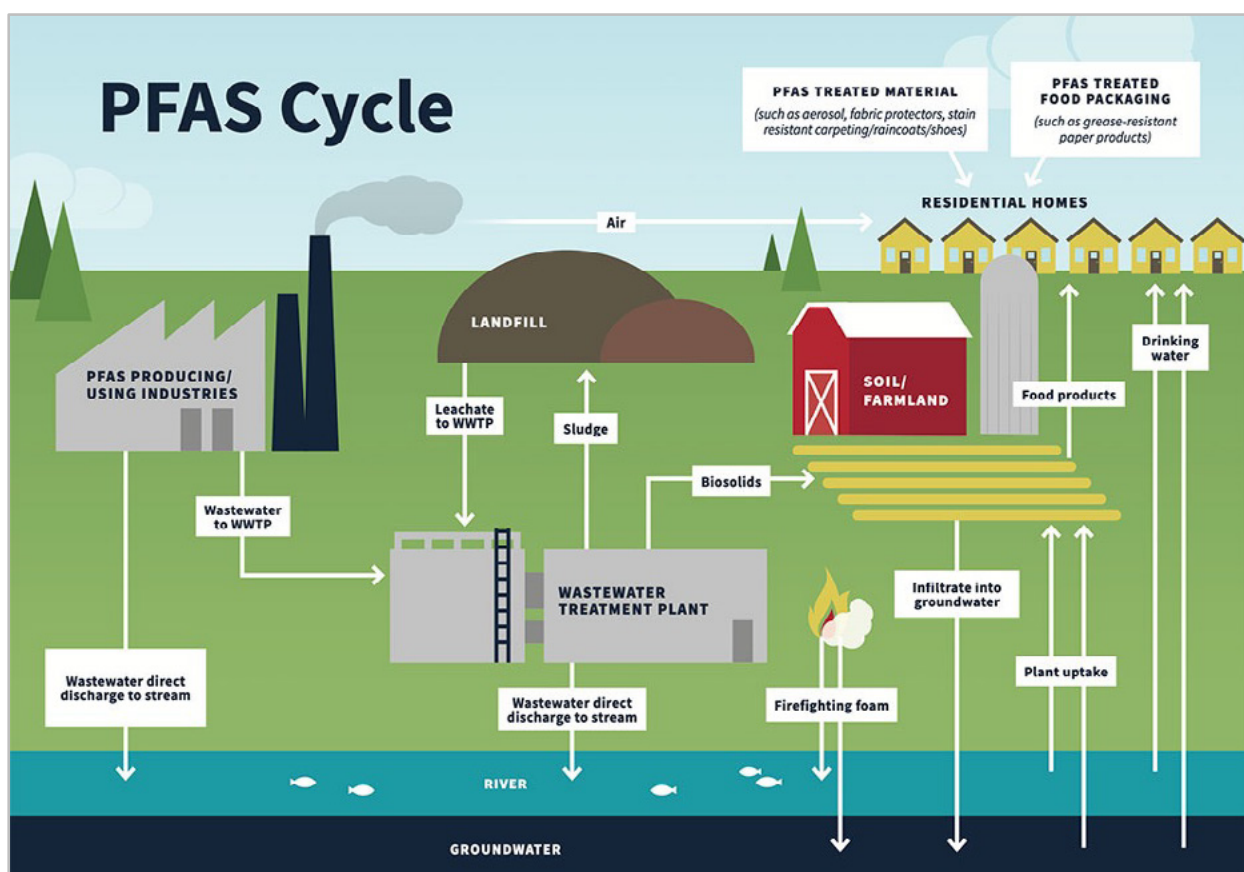 PFAS Cycle
PFAS TREATED MATERIAL
(such as aerosol, fabric protectors, stain
resistant carpeting/raincoats/shoes)
PFAS TREATED
FOOD PACKAGING
(such as grease-resistant
paper products)
RESIDENTIAL HOMES
Air
LANDFILL
PFAS PRODUCING/
USING INDUSTRIES
SOIL/
FARMLAND
Drinking
water
Food products
Leachate
to WWTP
Sludge
Biosolids
Wastewater
to WWTP
WASTEWATER
TREATMENT PLANT
Infiltrate into
groundwater
Plant uptake
Wastewater direct
discharge to stream
Wastewater direct
discharge to stream
Firefighting foam
RIVER
GROUNDWATER